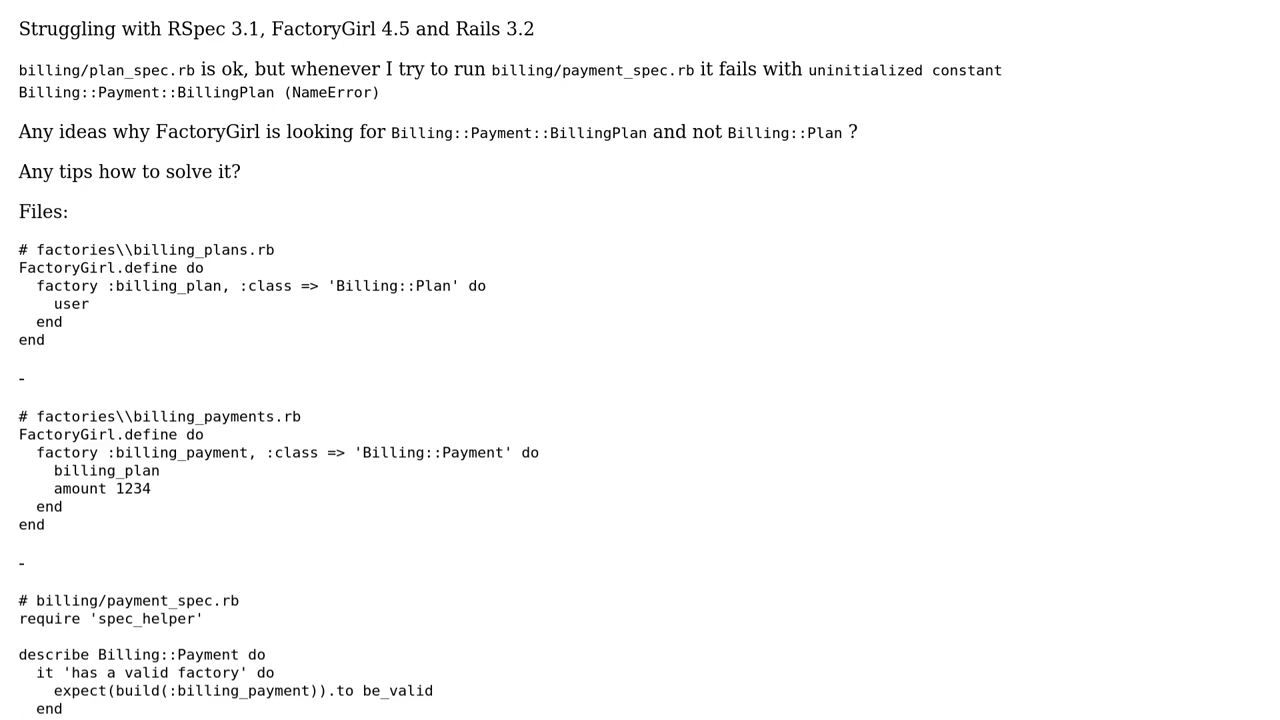 Struggling with RSpec 3.1, FactoryGirl 4.5 and Rails 3.2
billing/plan_spec.rb is ok, but whenever I try to run billing/payment_spec.rb it fails with uninitialized constant
Billing::Payment::BillingPlan (NameError)
Any ideas why FactoryGirl is looking for Billing::Payment::BillingPlan and not Billing::Plan ?
Any tips how to solve it?
Files:
# factories\\billing_plans.rb
FactoryGirl.define do
  factory :billing_plan, :class => 'Billing::Plan' do
    user
  end
end
-
# factories\\billing_payments.rb
FactoryGirl.define do
  factory :billing_payment, :class => 'Billing::Payment' do
    billing_plan
    amount 1234
  end
end
-
# billing/payment_spec.rb
require 'spec_helper'
describe Billing::Payment do
  it 'has a valid factory' do
    expect(build(:billing_payment)).to be_valid
  end